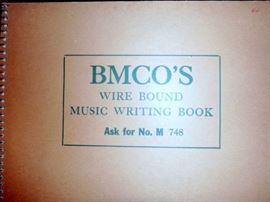 BMCO'S
WIRE BOUND
MUSIC WRITING BOOK
Ask for No. M 748